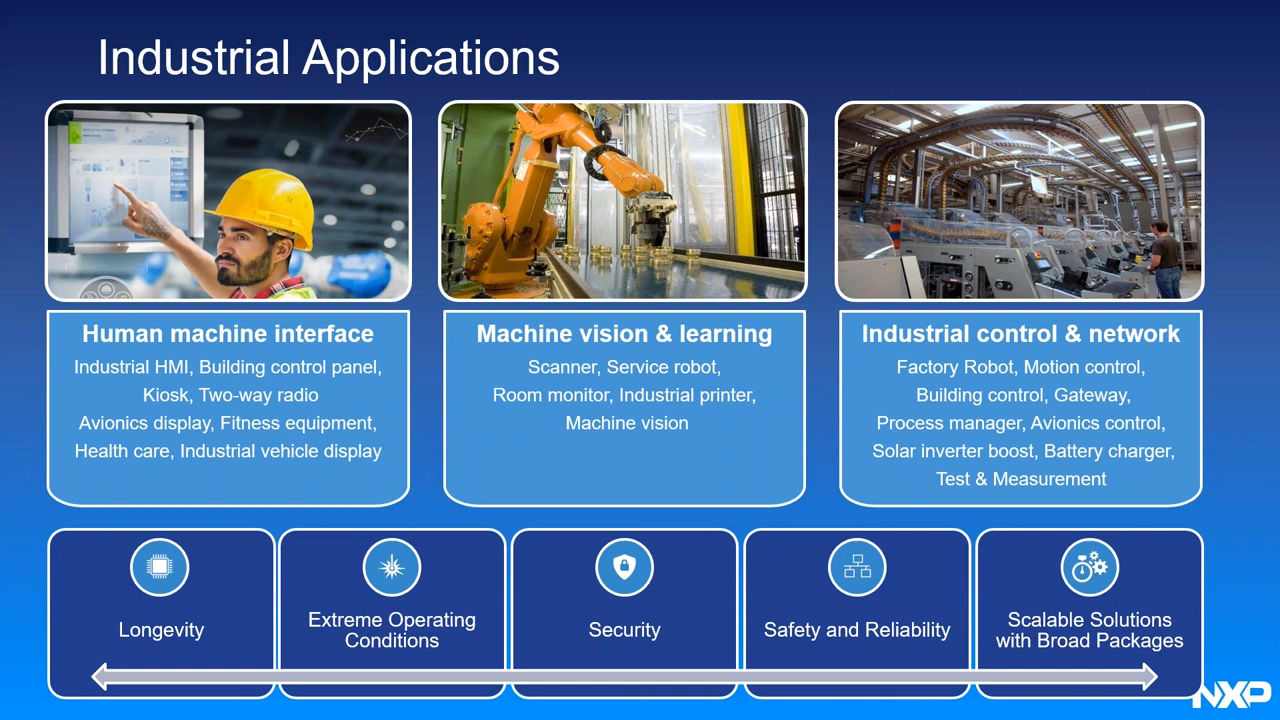 Industrial Applications
Human machine interface
Industrial HMI, Building control panel,
Kiosk, Two-way radio
Avionics display, Fitness equipment,
Health care, Industrial vehicle display
Machine vision & learning
Scanner, Service robot,
Room monitor, Industrial printer,
Machine vision
Industrial control & network
Factory Robot, Motion control,
Building control, Gateway,
Process manager, Avionics control,
Solar inverter boost, Battery charger,
Test & Measurement
Longevity
Extreme Operating
Conditions
Security
Safety and Reliability
Scalable Solutions
with Broad Packages
NXP